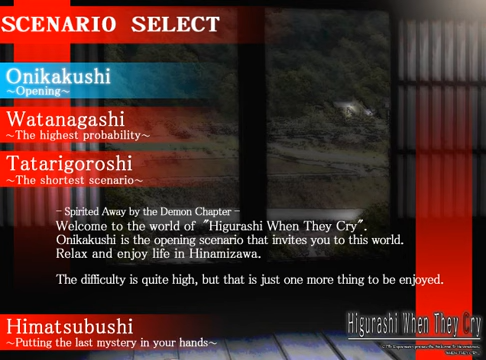 SCENARIO SELECT
Onikakushi
~Opening~
Watanagashi
~The highest probability~
Tatarigoroshi
~The shortest scenario~
- Spirited Away by the Demon Chapter -
Welcome to the world of "Higurashi When They Cry".
Onikakushi is the opening scenario that invites you to this world.
Relax and enjoy life in Hinamizawa.
The difficulty is quite high, but that is just one more thing to be enjoyed.
Himatsubushi
~Putting the last mystery in your hands~
Higurashi When They Cry